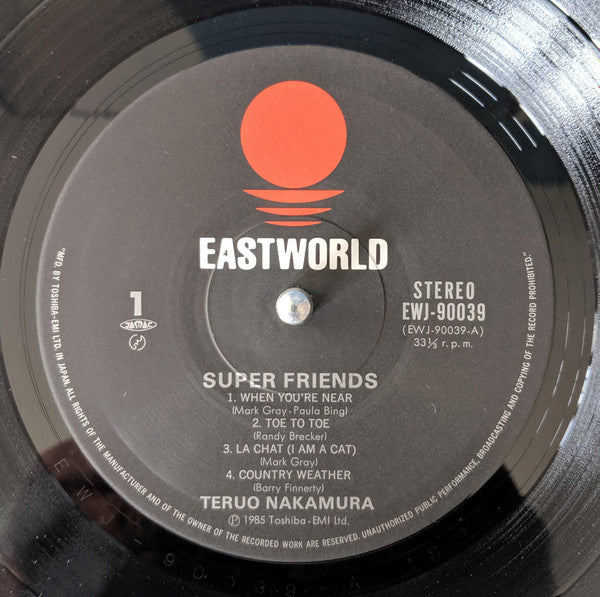 EASTWORLD
1
JASRAC
STEREO
EWJ-90039
(EWJ-90039-A)
33⅓ r.p.m.
SUPER FRIENDS
1. WHEN YOU'RE NEAR
(Mark Gray-Paula Bing)
2. TOE TO TOE
(Randy Brecker)
3. LA CHAT (I AM A CAT)
(Mark Gray)
4. COUNTRY WEATHER
(Barry Finnerty)
TERUO NAKAMURA
Ⓟ 1985 Toshiba-EMI Ltd.
"MFD. BY TOSHIBA-EMI LTD. IN JAPAN. ALL RIGHTS OF THE MANUFACTURER AND OF THE OWNER OF THE RECORDED WORK ARE RESERVED. UNAUTHORIZED PUBLIC PERFORMANCE, BROADCASTING AND COPYING OF THE RECORD PROHIBITED."
EWJ-90039-A